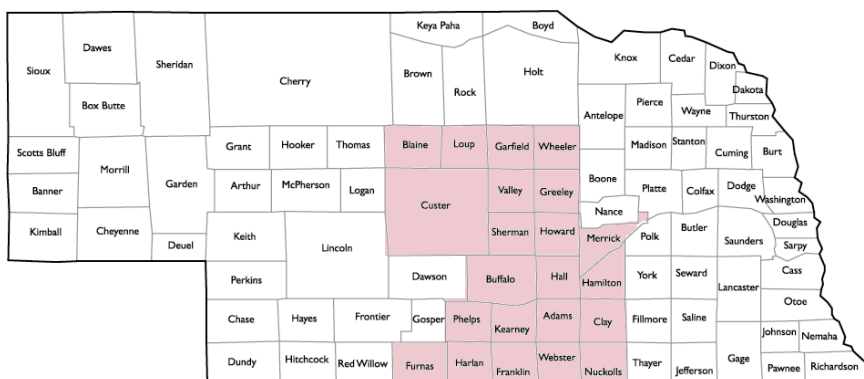 Keya Paha
Boyd
Dawes
Sioux
Sheridan
Knox
Cedar
Dixon
Cherry
Brown
Rock
Holt
Dakota
Box Butte
Pierce
Antelope
Wayne
Thurston
Grant
Hooker
Thomas
Blaine
Loup
Garfield
Wheeler
Madison
Stanton
Cuming
Burt
Scotts Bluff
Morrill
Garden
Boone
Banner
Arthur
McPherson
Logan
Custer
Valley
Greeley
Platte
Colfax
Dodge
Washington
Nance
Kimball
Cheyenne
Keith
Lincoln
Sherman
Howard
Merrick
Polk
Butler
Saunders
Douglas
Sarpy
Deuel
Perkins
Dawson
Buffalo
Hall
Hamilton
York
Seward
Lancaster
Cass
Otoe
Chase
Hayes
Frontier
Gosper
Phelps
Kearney
Adams
Clay
Fillmore
Saline
Johnson
Nemaha
Dundy
Hitchcock
Red Willow
Furnas
Harlan
Franklin
Webster
Nuckolls
Thayer
Jefferson
Gage
Pawnee
Richardson